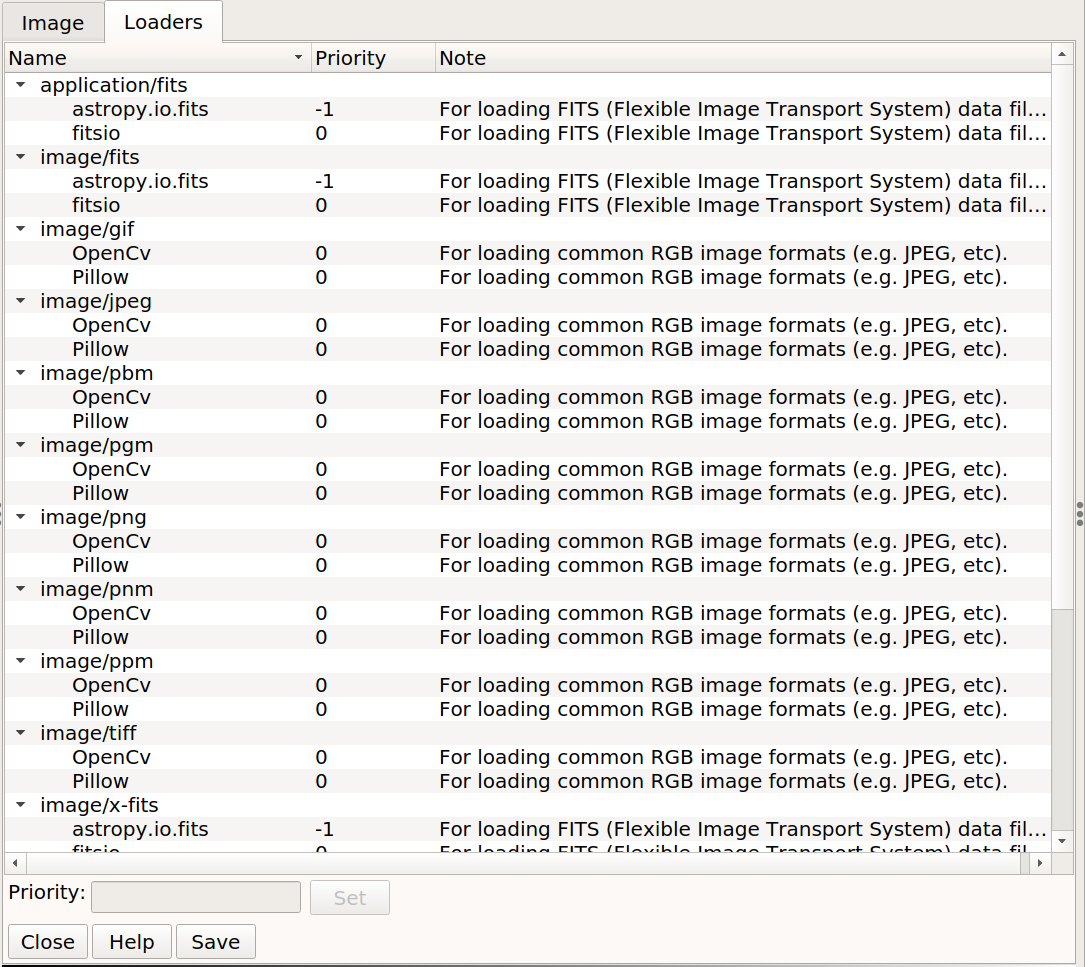 Image Loaders
Name Priority Note
application/fits
astropy.io.fits -1 For loading FITS (Flexible Image Transport System) data fil...
fitsio 0 For loading FITS (Flexible Image Transport System) data fil...
image/fits
astropy.io.fits -1 For loading FITS (Flexible Image Transport System) data fil...
fitsio 0 For loading FITS (Flexible Image Transport System) data fil...
image/gif
OpenCv 0 For loading common RGB image formats (e.g. JPEG, etc).
Pillow 0 For loading common RGB image formats (e.g. JPEG, etc).
image/jpeg
OpenCv 0 For loading common RGB image formats (e.g. JPEG, etc).
Pillow 0 For loading common RGB image formats (e.g. JPEG, etc).
image/pbm
OpenCv 0 For loading common RGB image formats (e.g. JPEG, etc).
Pillow 0 For loading common RGB image formats (e.g. JPEG, etc).
image/pgm
OpenCv 0 For loading common RGB image formats (e.g. JPEG, etc).
Pillow 0 For loading common RGB image formats (e.g. JPEG, etc).
image/png
OpenCv 0 For loading common RGB image formats (e.g. JPEG, etc).
Pillow 0 For loading common RGB image formats (e.g. JPEG, etc).
image/pnm
OpenCv 0 For loading common RGB image formats (e.g. JPEG, etc).
Pillow 0 For loading common RGB image formats (e.g. JPEG, etc).
image/ppm
OpenCv 0 For loading common RGB image formats (e.g. JPEG, etc).
Pillow 0 For loading common RGB image formats (e.g. JPEG, etc).
image/tiff
OpenCv 0 For loading common RGB image formats (e.g. JPEG, etc).
Pillow 0 For loading common RGB image formats (e.g. JPEG, etc).
image/x-fits
astropy.io.fits -1 For loading FITS (Flexible Image Transport System) data fil...
fitsio 0 For loading FITS (Flexible Image Transport System) data fil...
Priority: Set
Close Help Save